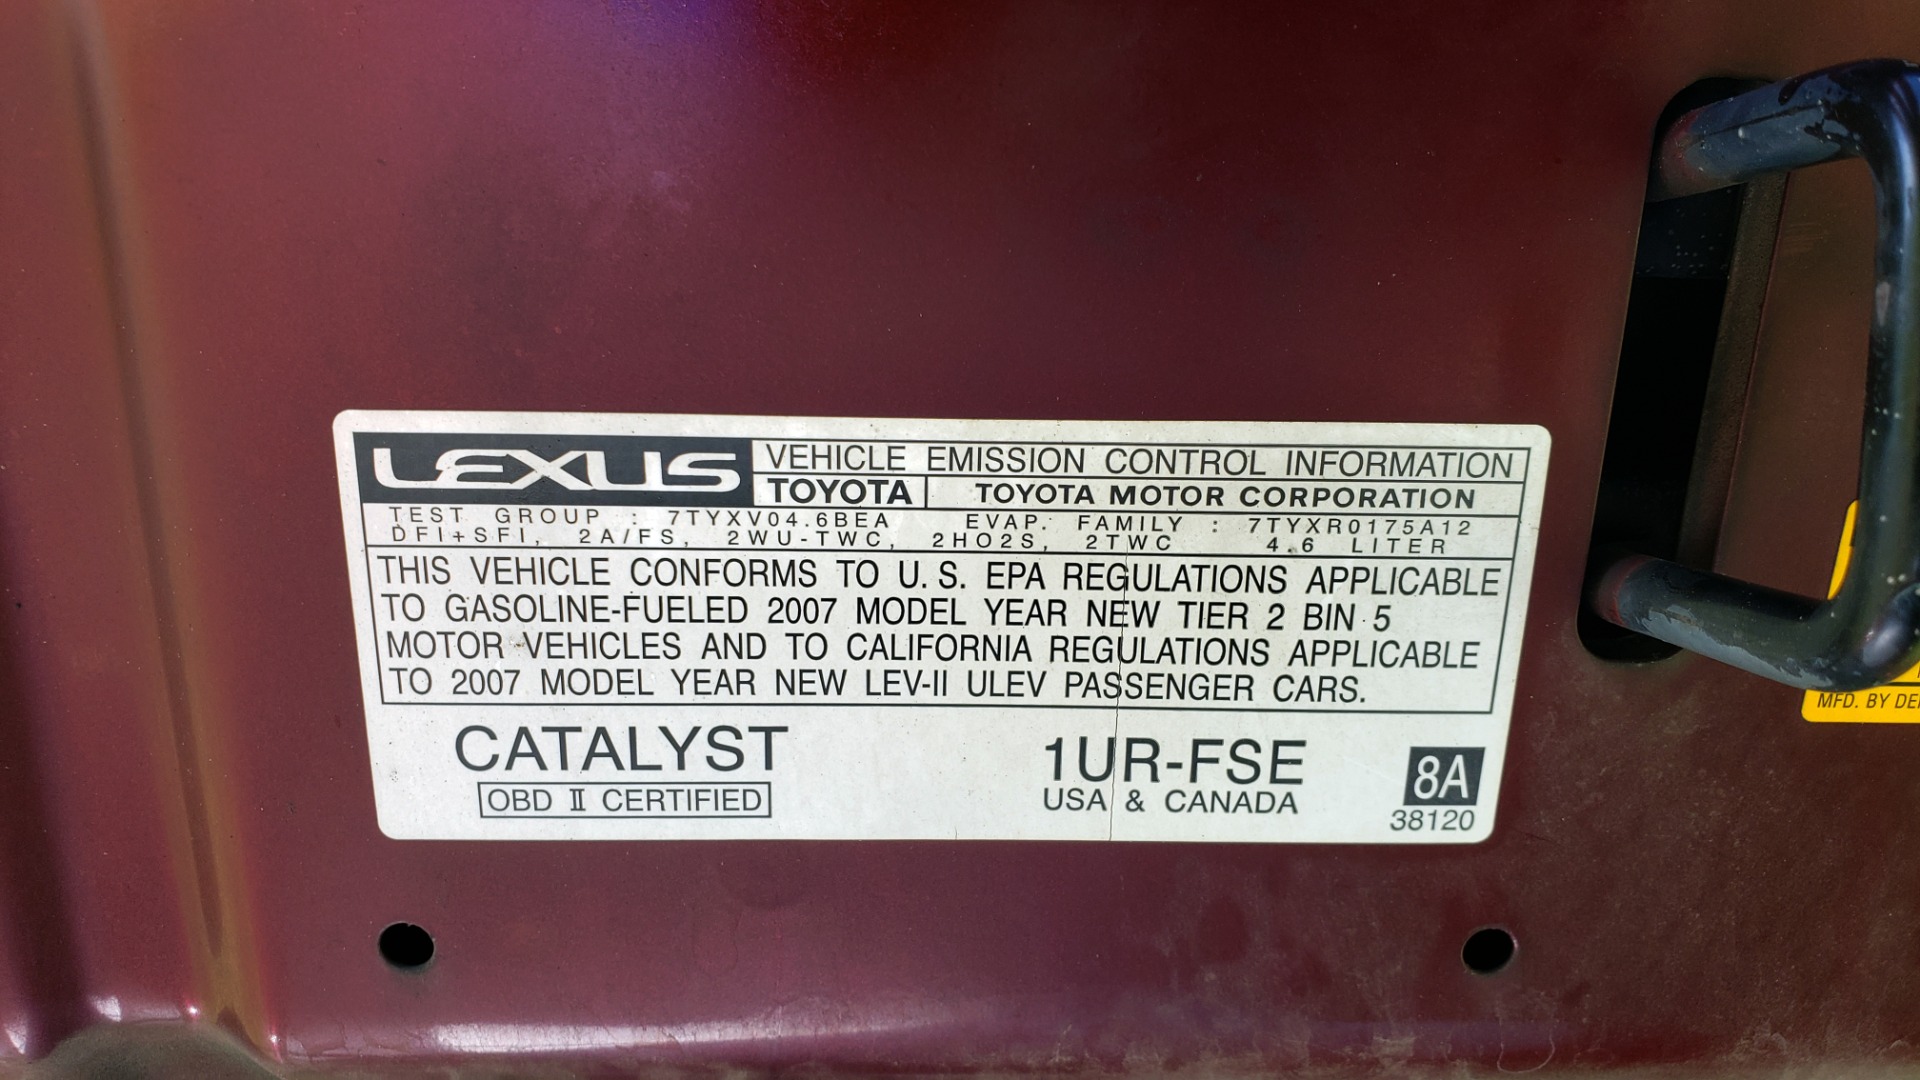 LEXUS VEHICLE EMISSION CONTROL INFORMATION
TOYOTA TOYOTA MOTOR CORPORATION
TEST GROUP : 7TYXV04.6BEA EVAP. FAMILY : 7TYXR0175A12
DFI+SFI, 2A/FS, 2WU-TWC, 2HO2S, 2TWC 4.6 LITER
THIS VEHICLE CONFORMS TO U.S. EPA REGULATIONS APPLICABLE
TO GASOLINE-FUELED 2007 MODEL YEAR NEW TIER 2 BIN 5
MOTOR VEHICLES AND TO CALIFORNIA REGULATIONS APPLICABLE
TO 2007 MODEL YEAR NEW LEV-II ULEV PASSENGER CARS.
CATALYST
OBD II CERTIFIED
1UR-FSE
USA & CANADA
8A
38120
MFD. BY